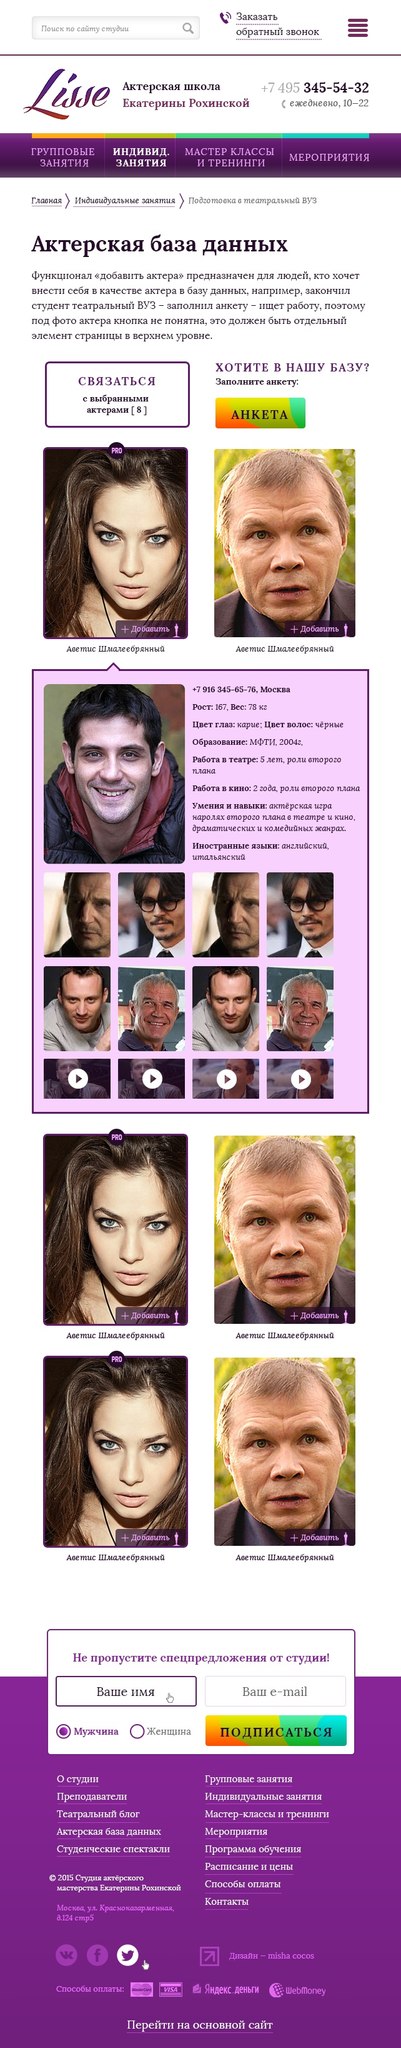 Поиск по сайту студии
Заказать
обратный звонок
Lisse
Актерская школа
Екатерины Рохинской
+7 495 345-54-32
ежедневно, 10—22
ГРУППОВЫЕ
ЗАНЯТИЯ
ИНДИВИД.
ЗАНЯТИЯ
МАСТЕР КЛАССЫ
И ТРЕНИНГИ
МЕРОПРИЯТИЯ
Главная
Индивидуальные занятия
Подготовка в театральный ВУЗ
Актерская база данных
Функционал «добавить актера» предназначен для людей, кто хочет
внести себя в качестве актера в базу данных, например, закончил
студент театральный ВУЗ – заполнил анкету – ищет работу, поэтому
под фото актера кнопка не понятна, это должен быть отдельный
элемент страницы в верхнем уровне.
СВЯЗАТЬСЯ
с выбранными
актерами [ 8 ]
ХОТИТЕ В НАШУ БАЗУ?
Заполните анкету:
АНКЕТА
PRO
+ Добавить
+ Добавить
Аветис Шмалеебрянный
Аветис Шмалеебрянный
+7 916 345-65-76, Москва
Рост: 167, Вес: 78 кг
Цвет глаз: карие; Цвет волос: чёрные
Образование: МФТИ, 2004г,
Работа в театре: 5 лет, роли второго
плана
Работа в кино: 2 года, роли второго плана
Умения и навыки: актёрская игра
наролях второго плана в театре и кино,
драматических и комедийных жанрах.
Иностранные языки: английский,
итальянский
PRO
+ Добавить
+ Добавить
Аветис Шмалеебрянный
Аветис Шмалеебрянный
PRO
+ Добавить
+ Добавить
Аветис Шмалеебрянный
Аветис Шмалеебрянный
Не пропустите спецпредложения от студии!
Ваше имя
Ваш e-mail
Мужчина
Женщина
ПОДПИСАТЬСЯ
О студии
Преподаватели
Театральный блог
Актерская база данных
Студенческие спектакли
Групповые занятия
Индивидуальные занятия
Мастер-классы и тренинги
Мероприятия
Программа обучения
Расписание и цены
Способы оплаты
Контакты
© 2015 Студия актёрского
мастерства Екатерины Рохинской
Москва, ул. Красноказарменная,
д.124 стр5
Дизайн — misha cocos
Способы оплаты:
MasterCard
VISA
Яндекс.деньги
WebMoney
Перейти на основной сайт